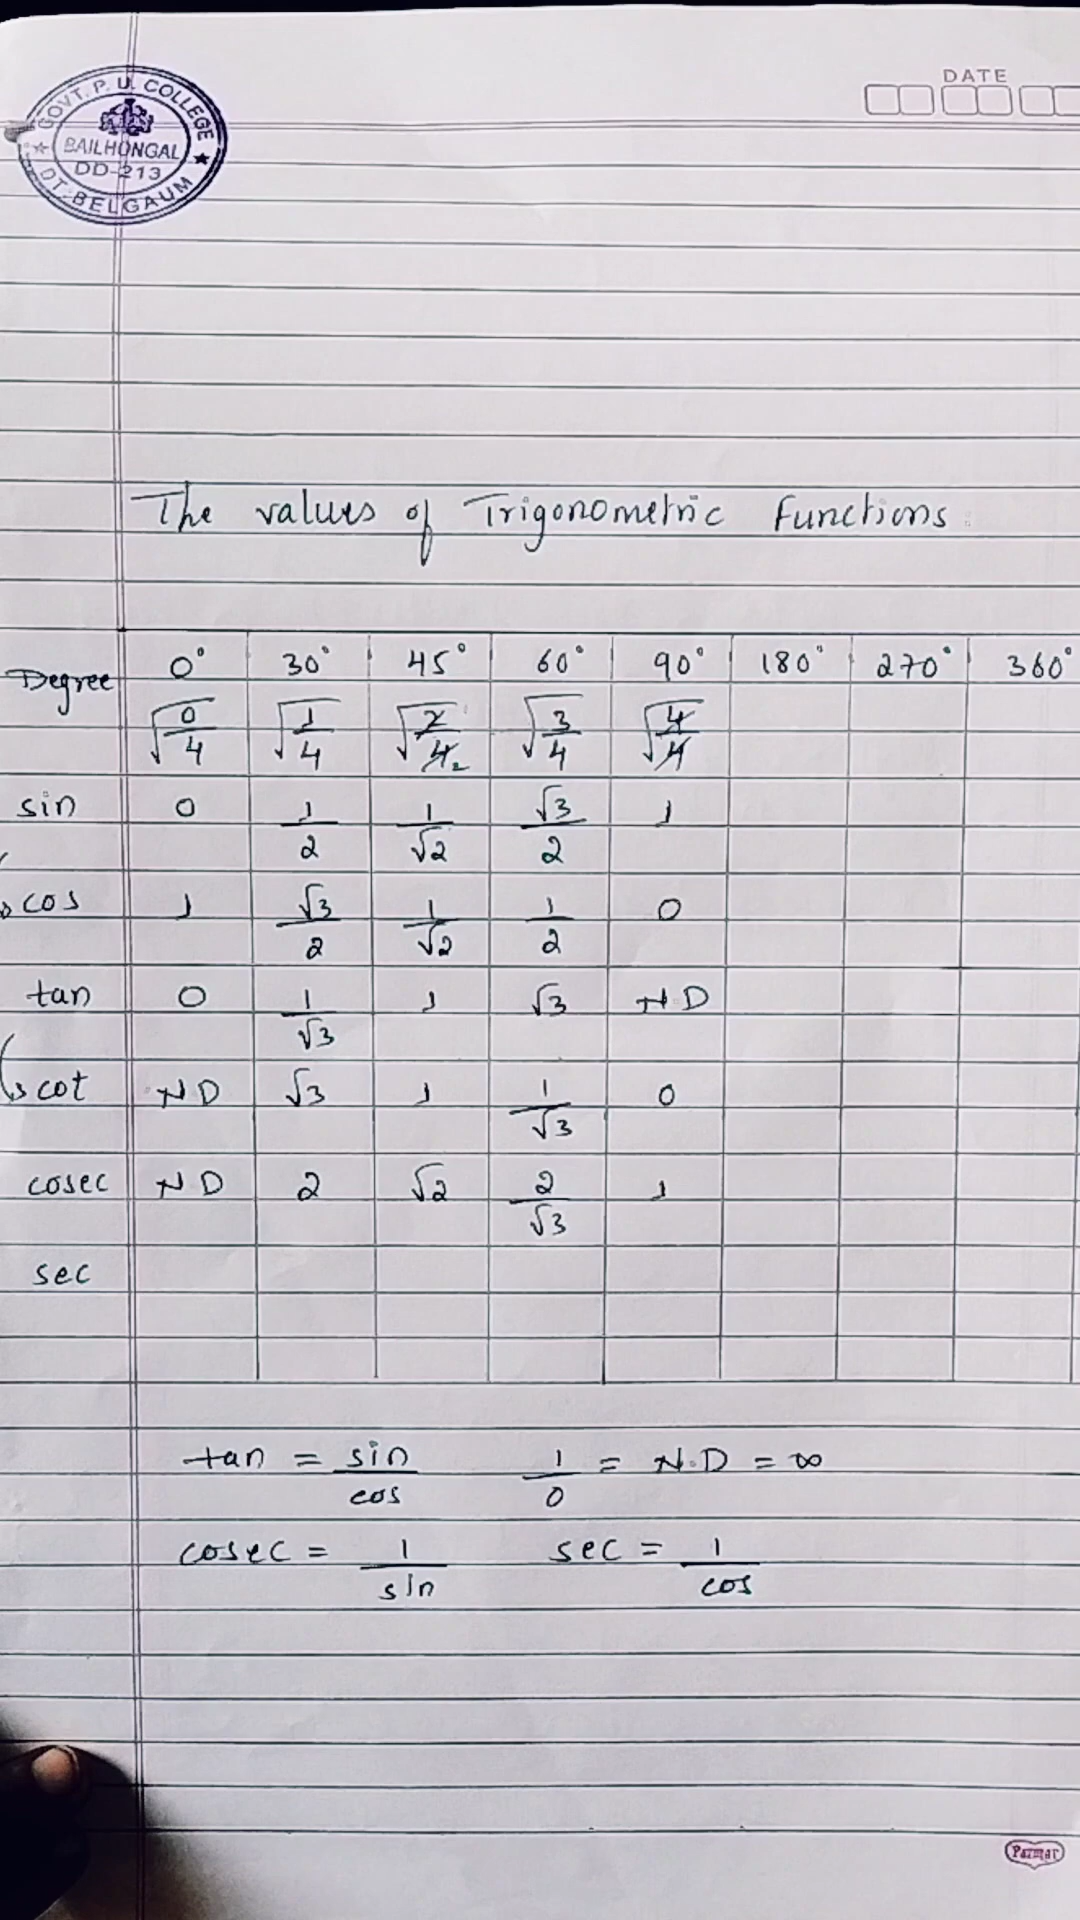 GOVT. P. U. COLLEGE
BAILHONGAL
DD-213
DT. BELGAUM
DATE
The values of Trigonometric Functions.
Degree 0° 30° 45° 60° 90° 180° 270° 360°
√0/4 √1/4 √2/4 2 √3/4 √4/4
sin 0 1/2 1/√2 √3/2 1
cos 1 √3/2 1/√2 1/2 0
tan 0 1/√3 1 √3 ND
cot ND √3 1 1/√3 0
cosec ND 2 √2 2/√3 1
sec
tan = sin/cos 1/0 = N.D = ∞
cosec = 1/sin sec = 1/cos
Parmar